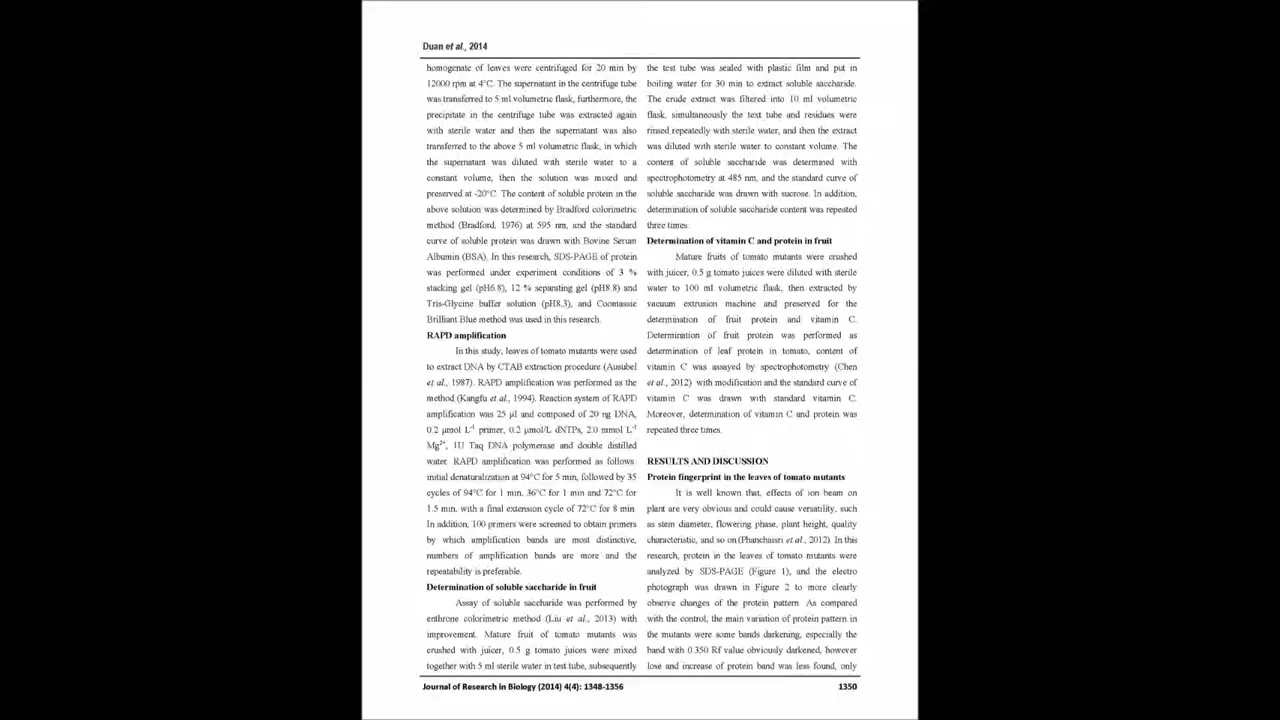 Duan et al., 2014
homogenate of leaves were centrifuged for 20 min by
12000 rpm at 4°C. The supernatant in the centrifuge tube
was transferred to 5 ml volumetric flask, furthermore, the
precipitate in the centrifuge tube was extracted again
with sterile water and then the supernatant was also
transferred to the above 5 ml volumetric flask, in which
the supernatant was diluted with sterile water to a
constant volume, then the solution was mixed and
preserved at -20°C. The content of soluble protein in the
above solution was determined by Bradford colorimetric
method (Bradford, 1976) at 595 nm, and the standard
curve of soluble protein was drawn with Bovine Serum
Albumin (BSA). In this research, SDS-PAGE of protein
was performed under experiment conditions of 3 %
stacking gel (pH6.8), 12 % separating gel (pH8.8) and
Tris-Glycine buffer solution (pH8.3), and Coomassie
Brilliant Blue method was used in this research.
RAPD amplification
In this study, leaves of tomato mutants were used
to extract DNA by CTAB extraction procedure (Ausubel
et al., 1987). RAPD amplification was performed as the
method (Kangfu et al., 1994). Reaction system of RAPD
amplification was 25 μl and composed of 20 ng DNA,
0.2 μmol L⁻¹ primer, 0.2 μmol/L dNTPs, 2.0 mmol L⁻¹
Mg²⁺, 1U Taq DNA polymerase and double distilled
water. RAPD amplification was performed as follows:
initial denaturalization at 94°C for 5 min, followed by 35
cycles of 94°C for 1 min, 36°C for 1 min and 72°C for
1.5 min, with a final extension cycle of 72°C for 8 min.
In addition, 100 primers were screened to obtain primers
by which amplification bands are most distinctive,
numbers of amplification bands are more and the
repeatability is preferable.
Determination of soluble saccharide in fruit
Assay of soluble saccharide was performed by
enthrone colorimetric method (Liu et al., 2013) with
improvement. Mature fruit of tomato mutants was
crushed with juicer, 0.5 g tomato juices were mixed
together with 5 ml sterile water in test tube, subsequently
the test tube was sealed with plastic film and put in
boiling water for 30 min to extract soluble saccharide.
The crude extract was filtered into 10 ml volumetric
flask, simultaneously the text tube and residues were
rinsed repeatedly with sterile water, and then the extract
was diluted with sterile water to constant volume. The
content of soluble saccharide was determined with
spectrophotometry at 485 nm, and the standard curve of
soluble saccharide was drawn with sucrose. In addition,
determination of soluble saccharide content was repeated
three times.
Determination of vitamin C and protein in fruit
Mature fruits of tomato mutants were crushed
with juicer, 0.5 g tomato juices were diluted with sterile
water to 100 ml volumetric flask, then extracted by
vacuum extrusion machine and preserved for the
determination of fruit protein and vitamin C.
Determination of fruit protein was performed as
determination of leaf protein in tomato, content of
vitamin C was assayed by spectrophotometry (Chen
et al., 2012) with modification and the standard curve of
vitamin C was drawn with standard vitamin C.
Moreover, determination of vitamin C and protein was
repeated three times.
RESULTS AND DISCUSSION
Protein fingerprint in the leaves of tomato mutants
It is well known that, effects of ion beam on
plant are very obvious and could cause versatility, such
as stem diameter, flowering phase, plant height, quality
characteristic, and so on (Phanchaisri et al., 2012). In this
research, protein in the leaves of tomato mutants were
analyzed by SDS-PAGE (Figure 1), and the electro
photograph was drawn in Figure 2 to more clearly
observe changes of the protein pattern. As compared
with the control, the main variation of protein pattern in
the mutants were some bands darkening, especially the
band with 0.350 Rf value obviously darkened, however
lose and increase of protein band was less found, only
Journal of Research in Biology (2014) 4(4): 1348-1356
1350